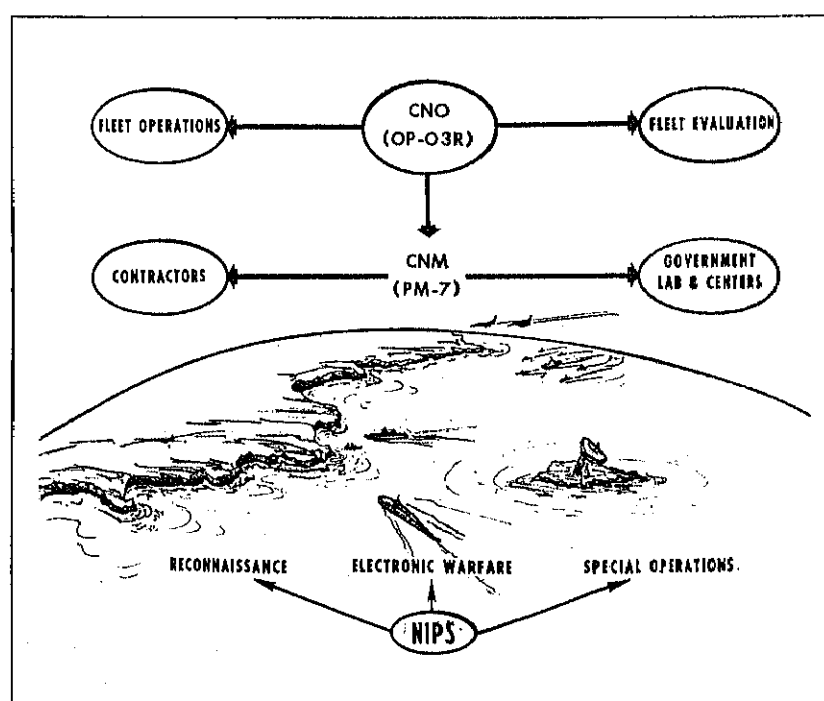 FLEET OPERATIONS
CNO
(OP-03R)
FLEET EVALUATION
CONTRACTORS
CNM
(PM-7)
GOVERNMENT
LAB & CENTERS
RECONNAISSANCE
ELECTRONIC WARFARE
SPECIAL OPERATIONS.
NIPS